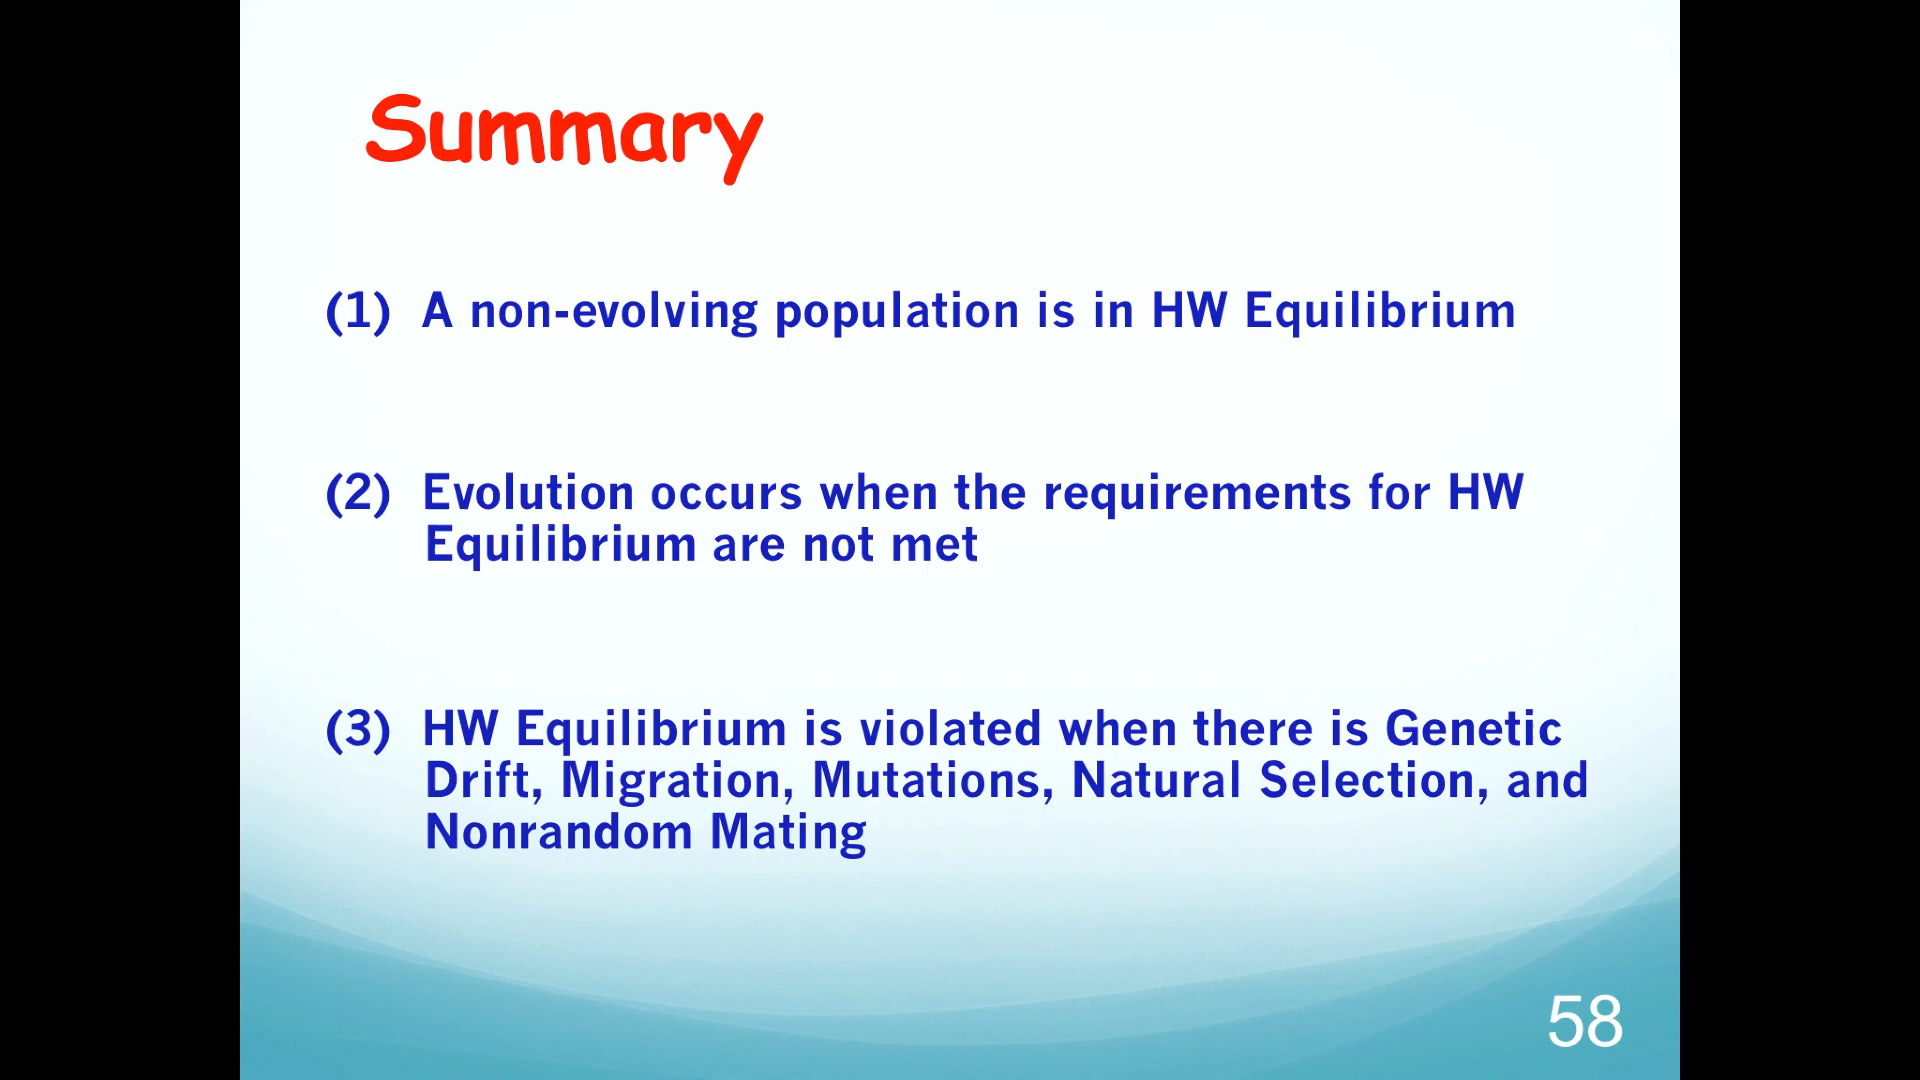 Summary
(1) A non-evolving population is in HW Equilibrium
(2) Evolution occurs when the requirements for HW
Equilibrium are not met
(3) HW Equilibrium is violated when there is Genetic
Drift, Migration, Mutations, Natural Selection, and
Nonrandom Mating
58